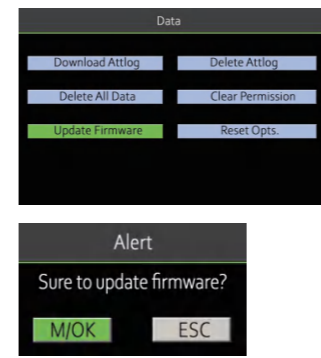 Data
Download Attlog Delete Attlog
Delete All Data Clear Permission
Update Firmware Reset Opts.
Alert
Sure to update firmware?
M/OK ESC